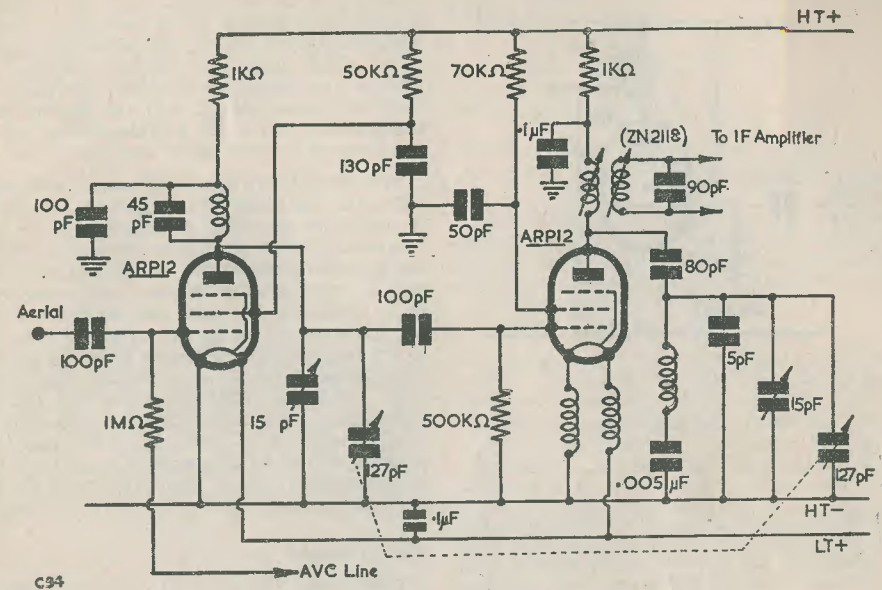 HT+
1KΩ
50KΩ
70KΩ
1KΩ
.1µF
(ZN2118)
To IF Amplifier
130pF
90pF.
100
pF
45
pF
50pF
ARP12
ARP12
80pF
Aerial
100pF
100pF
5pF
1MΩ
15
pF
500KΩ
15pF
127pF
.005µF
127pF
.1µF
HT-
LT+
AVC Line
C94